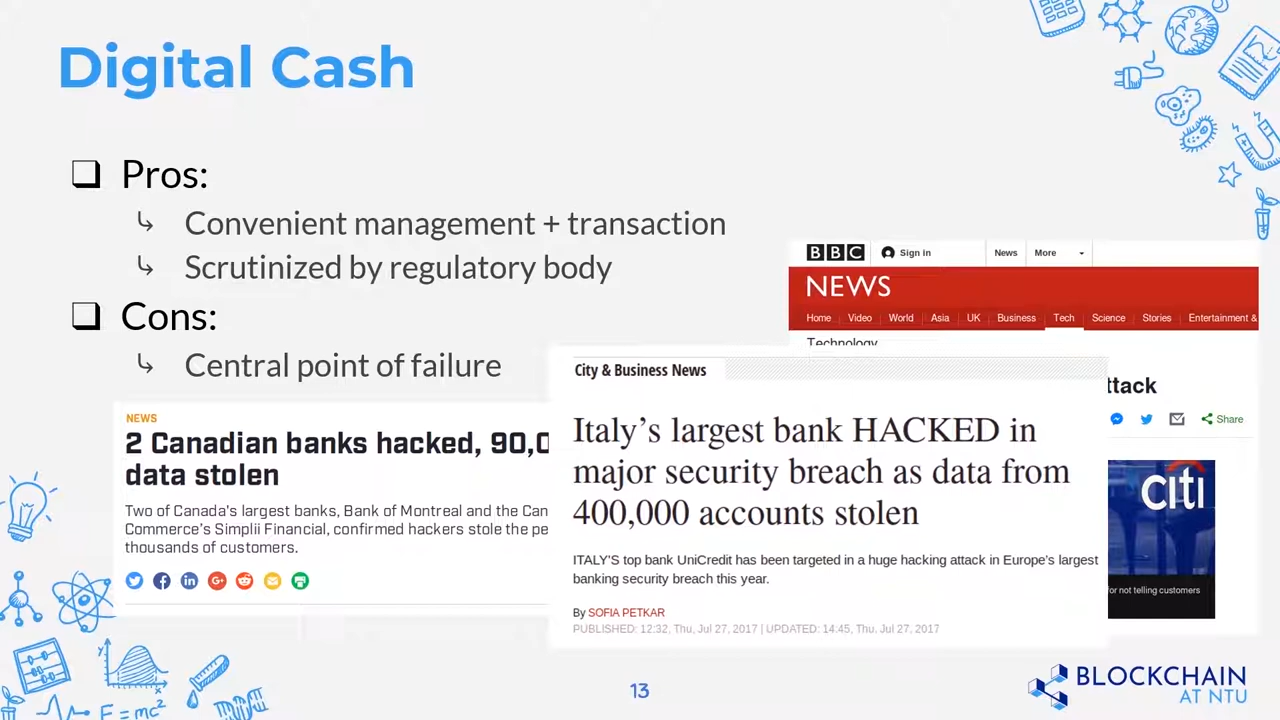 Digital Cash
Pros:
Convenient management + transaction
Scrutinized by regulatory body
Cons:
Central point of failure
BBC Sign in News More
NEWS
Home Video World Asia UK Business Tech Science Stories Entertainment &
Technology
ttack
Share
citi
for not telling customers
NEWS
2 Canadian banks hacked, 90,0
data stolen
Two of Canada's largest banks, Bank of Montreal and the Can
Commerce's Simplii Financial, confirmed hackers stole the pe
thousands of customers.
City & Business News
Italy's largest bank HACKED in
major security breach as data from
400,000 accounts stolen
ITALY'S top bank UniCredit has been targeted in a huge hacking attack in Europe's largest
banking security breach this year.
By SOFIA PETKAR
PUBLISHED: 12:32, Thu, Jul 27, 2017 | UPDATED: 14:45, Thu, Jul 27, 2017
E=mc²
13
BLOCKCHAIN
AT NTU